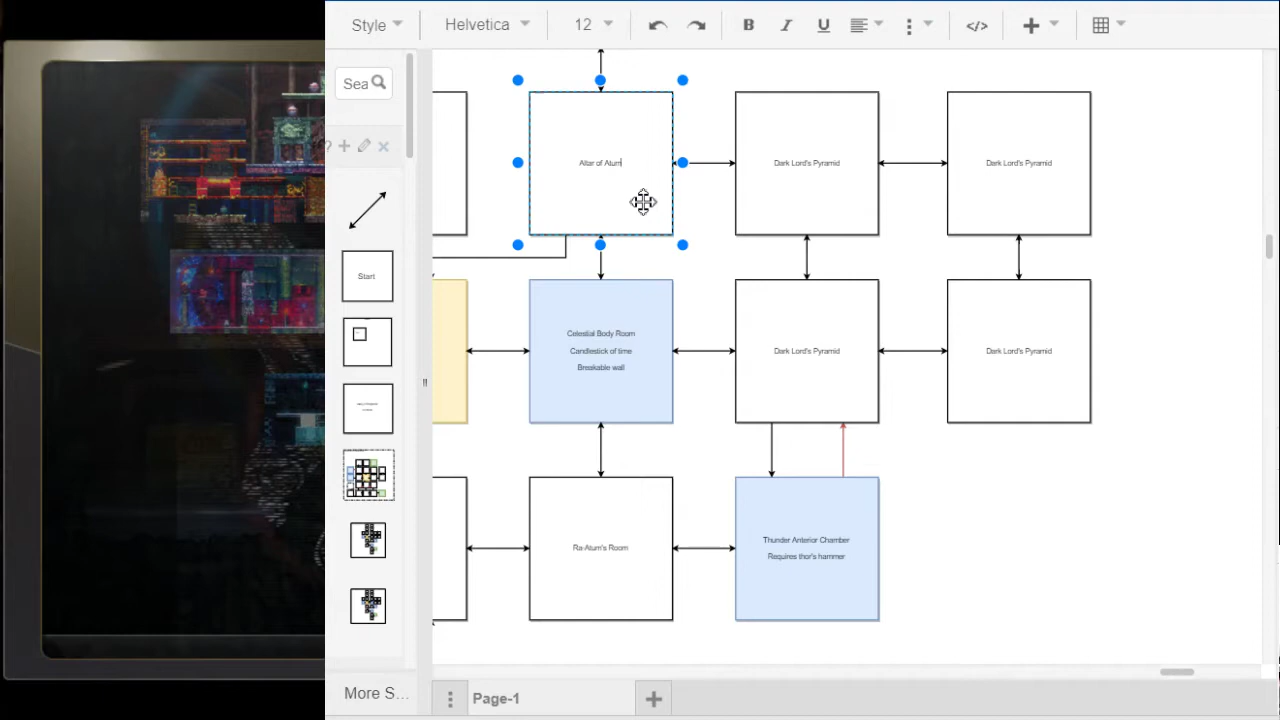 Style
Helvetica
12
B
I
U
</>
Sea
?
Start
Altar of Atum
Dark Lord's Pyramid
Dark Lord's Pyramid
Celestial Body Room
Candlestick of time
Breakable wall
Dark Lord's Pyramid
Dark Lord's Pyramid
Ra-Atum's Room
Thunder Anterior Chamber
Requires thor's hammer
More S...
Page-1